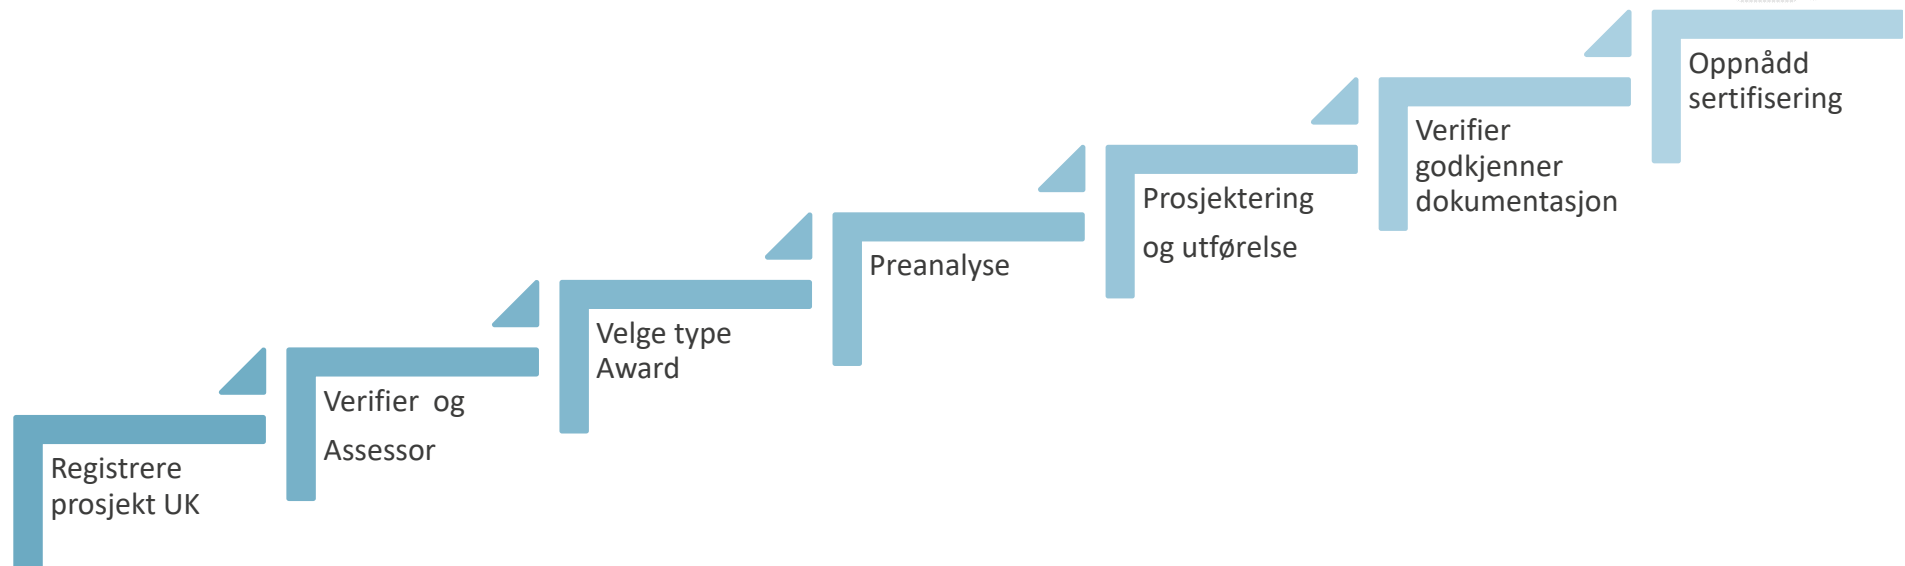 Registrere
prosjekt UK
Verifier og
Assessor
Velge type
Award
Preanalyse
Prosjektering
og utførelse
Verifier
godkjenner
dokumentasjon
Oppnådd
sertifisering